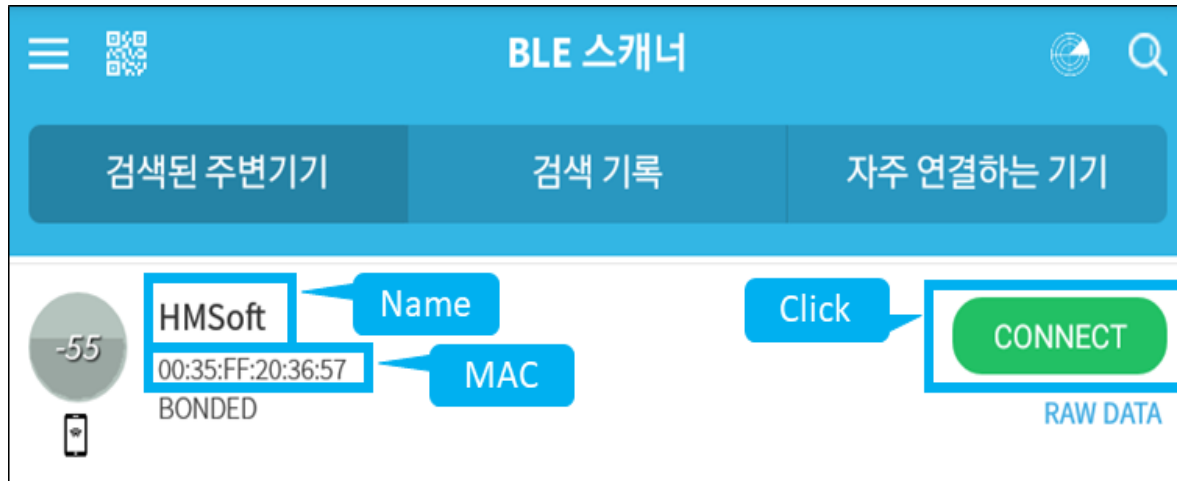 BLE 스캐너
검색된 주변기기 검색 기록 자주 연결하는 기기
-55 HMSoft Name Click CONNECT
00:35:FF:20:36:57 MAC
BONDED RAW DATA